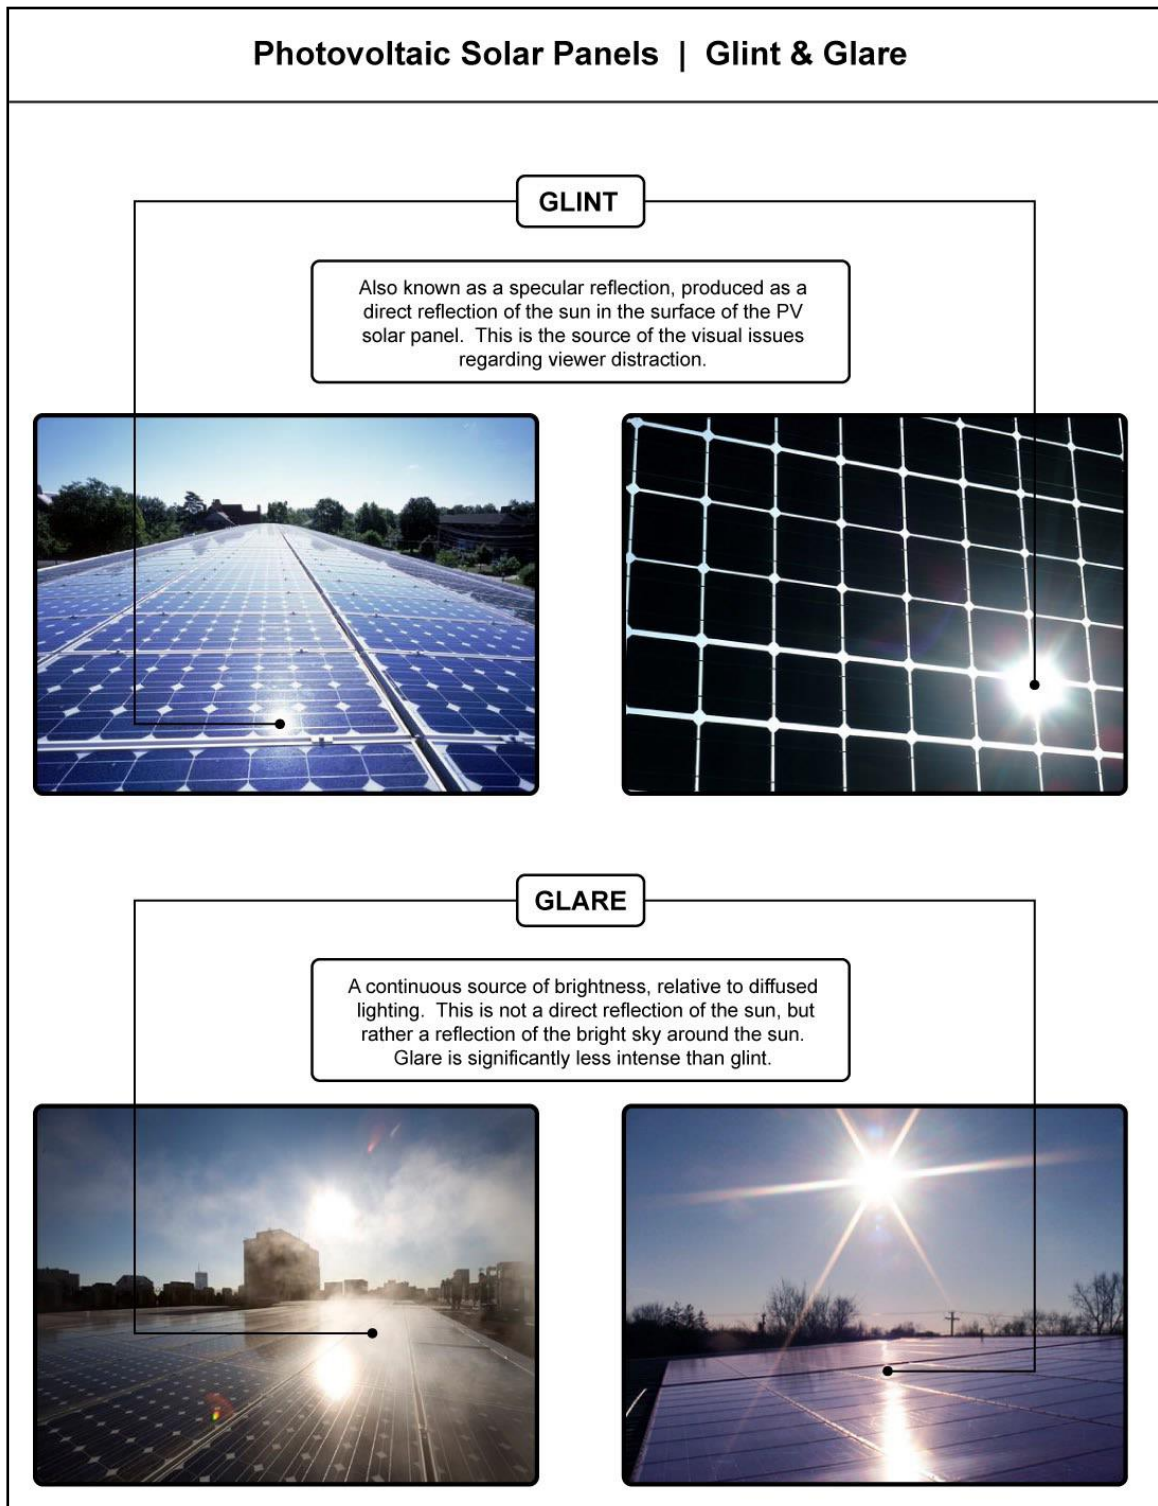 Photovoltaic Solar Panels | Glint & Glare
GLINT
Also known as a specular reflection, produced as a
direct reflection of the sun in the surface of the PV
solar panel. This is the source of the visual issues
regarding viewer distraction.
GLARE
A continuous source of brightness, relative to diffused
lighting. This is not a direct reflection of the sun, but
rather a reflection of the bright sky around the sun.
Glare is significantly less intense than glint.